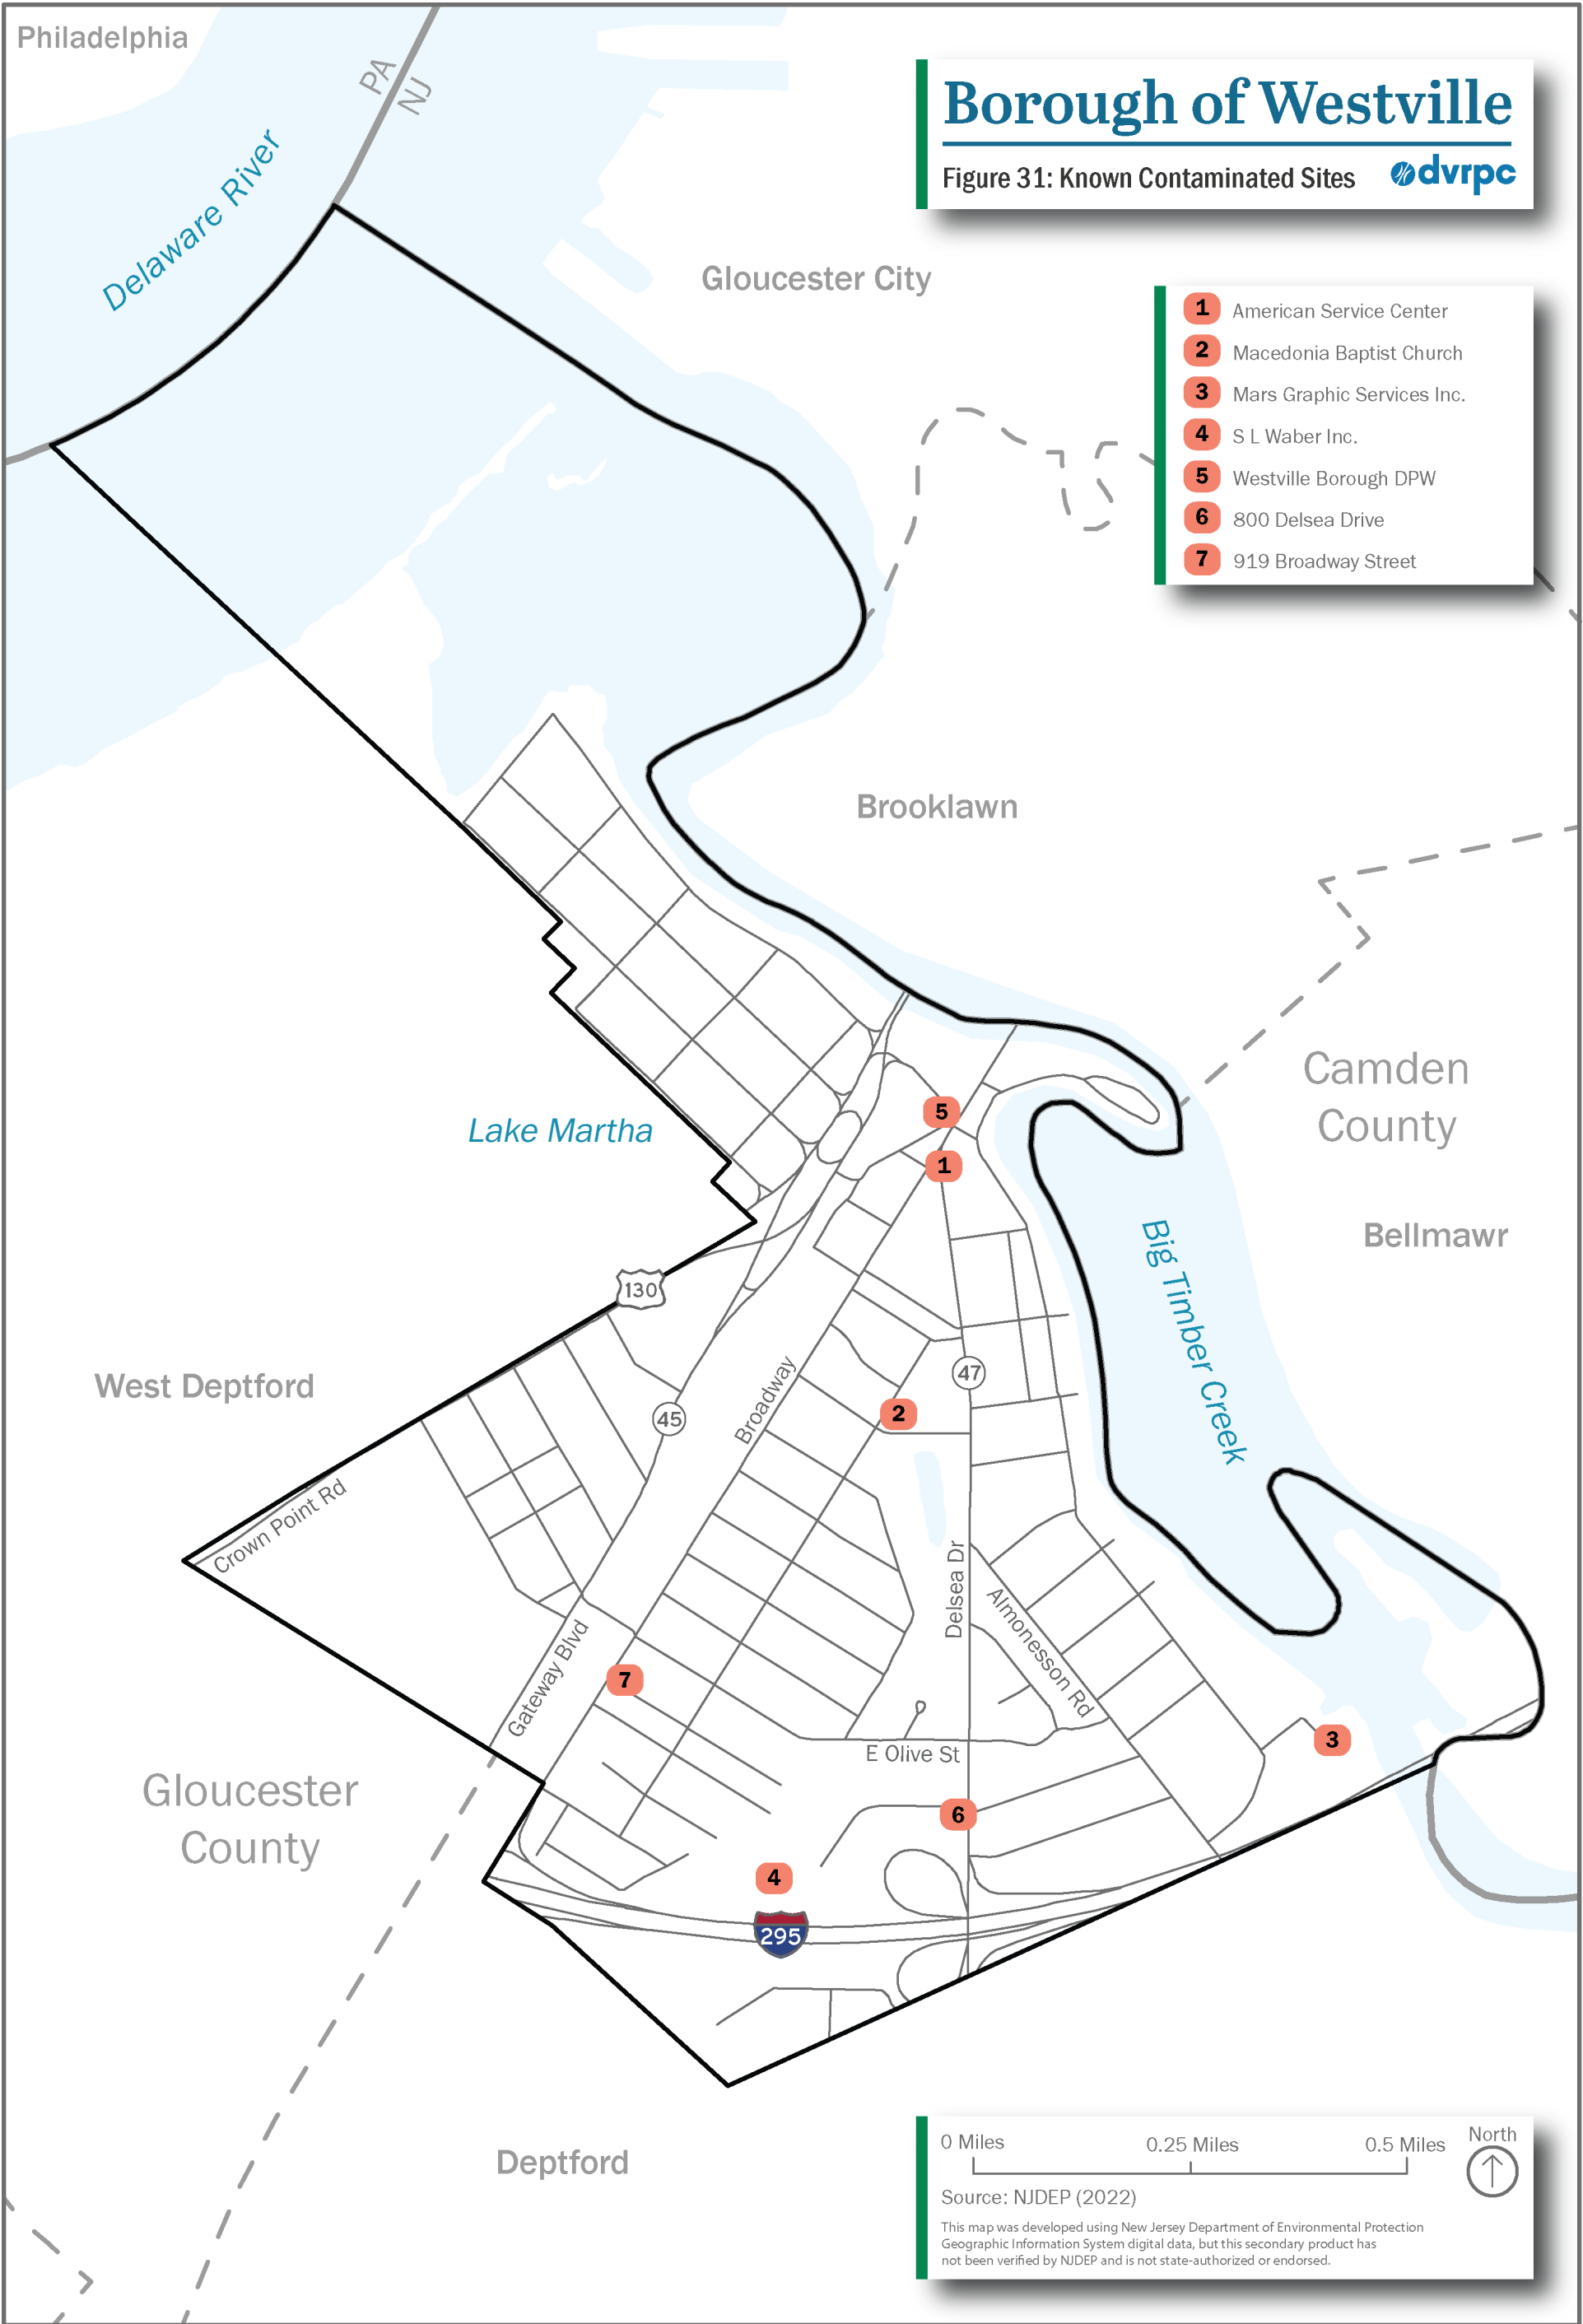 Philadelphia
PA
NJ
Delaware River
Borough of Westville
Figure 31: Known Contaminated Sites
dvrpc
Gloucester City
1 American Service Center
2 Macedonia Baptist Church
3 Mars Graphic Services Inc.
4 S L Waber Inc.
5 Westville Borough DPW
6 800 Delsea Drive
7 919 Broadway Street
Brooklawn
Camden
County
5
Lake Martha
1
Bellmawr
Big Timber Creek
130
West Deptford
47
45
Broadway
2
Crown Point Rd
Delsea Dr
Almonesson Rd
Gateway Blvd
7
3
E Olive St
Gloucester
County
6
4
295
Deptford
0 Miles
0.25 Miles
0.5 Miles
North
Source: NJDEP (2022)
This map was developed using New Jersey Department of Environmental Protection
Geographic Information System digital data, but this secondary product has
not been verified by NJDEP and is not state-authorized or endorsed.